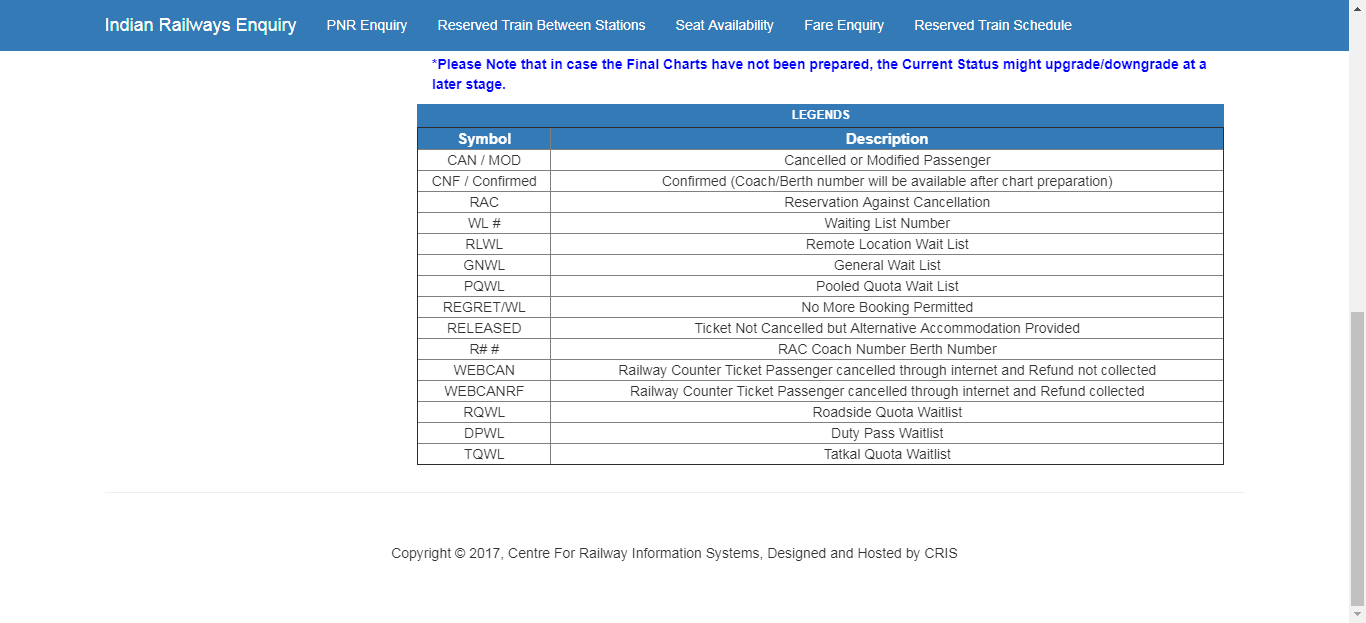 Indian Railways Enquiry PNR Enquiry Reserved Train Between Stations Seat Availability Fare Enquiry Reserved Train Schedule
*Please Note that in case the Final Charts have not been prepared, the Current Status might upgrade/downgrade at a
later stage.
LEGENDS
Symbol Description
CAN / MOD Cancelled or Modified Passenger
CNF / Confirmed Confirmed (Coach/Berth number will be available after chart preparation)
RAC Reservation Against Cancellation
WL # Waiting List Number
RLWL Remote Location Wait List
GNWL General Wait List
PQWL Pooled Quota Wait List
REGRET/WL No More Booking Permitted
RELEASED Ticket Not Cancelled but Alternative Accommodation Provided
R# # RAC Coach Number Berth Number
WEBCAN Railway Counter Ticket Passenger cancelled through internet and Refund not collected
WEBCANRF Railway Counter Ticket Passenger cancelled through internet and Refund collected
RQWL Roadside Quota Waitlist
DPWL Duty Pass Waitlist
TQWL Tatkal Quota Waitlist
Copyright © 2017, Centre For Railway Information Systems, Designed and Hosted by CRIS